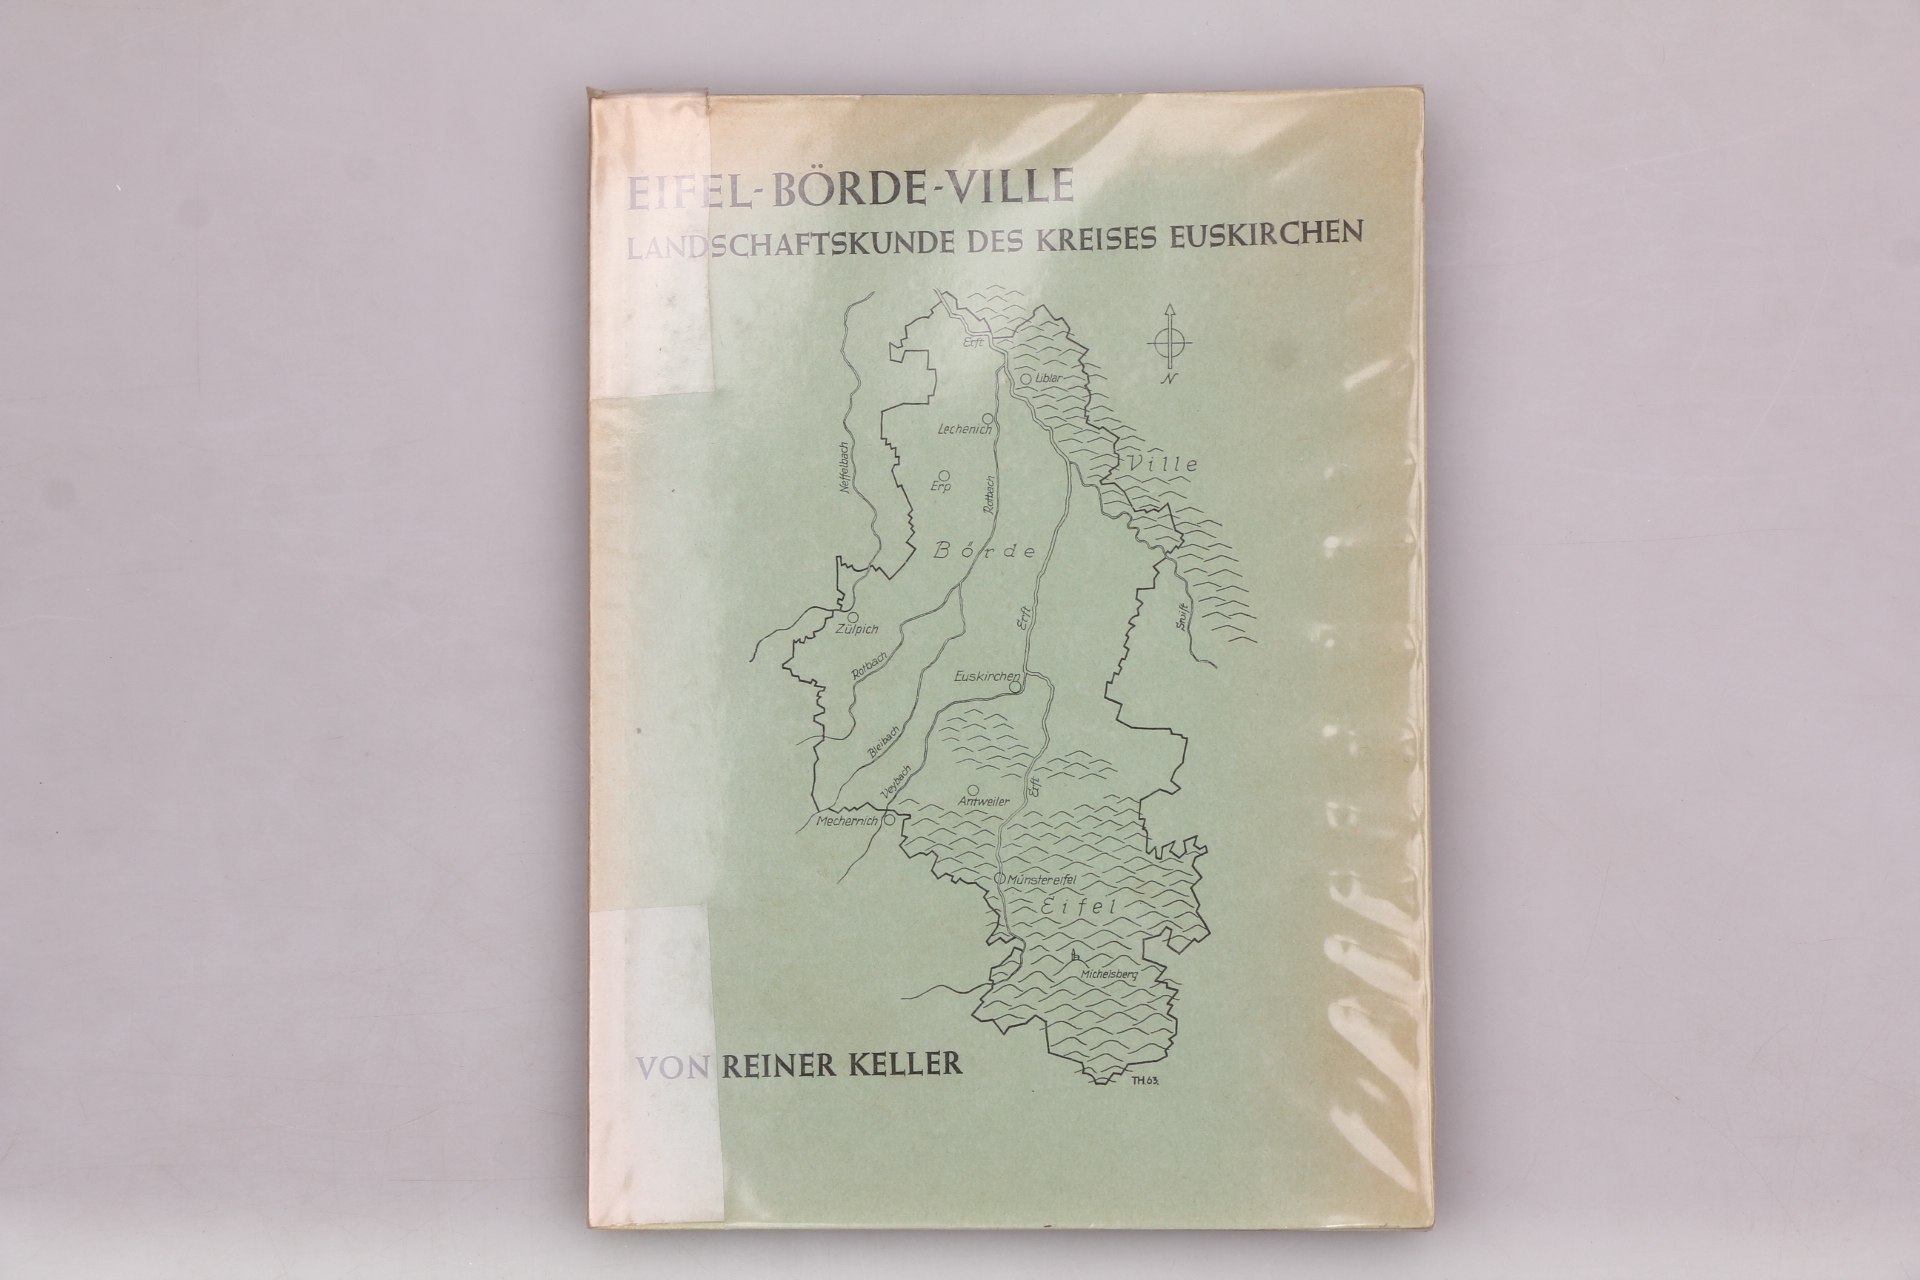 EIFEL-BÖRDE-VILLE
LANDSCHAFTSKUNDE DES KREISES EUSKIRCHEN
Erft
Liblar
N
Lechenich
Neffelbach
Ville
Erp
Rotbach
Börde
Erft
Swift
Zülpich
Rotbach
Euskirchen
Bleibach
Veybach
Erft
Antweiler
Mechernich
Münstereifel
Eifel
Michelsberg
VON REINER KELLER
TH.63.